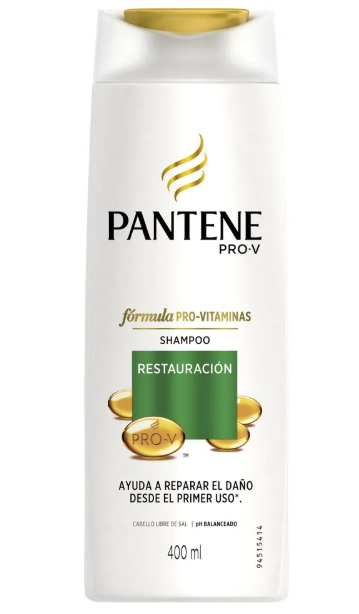 PANTENE
PRO·V
fórmula PRO-VITAMINAS
SHAMPOO
RESTAURACIÓN
PRO-V
TM
AYUDA A REPARAR EL DAÑO
DESDE EL PRIMER USO*.
CABELLO LIBRE DE SAL | pH BALANCEADO
400 ml
94515414